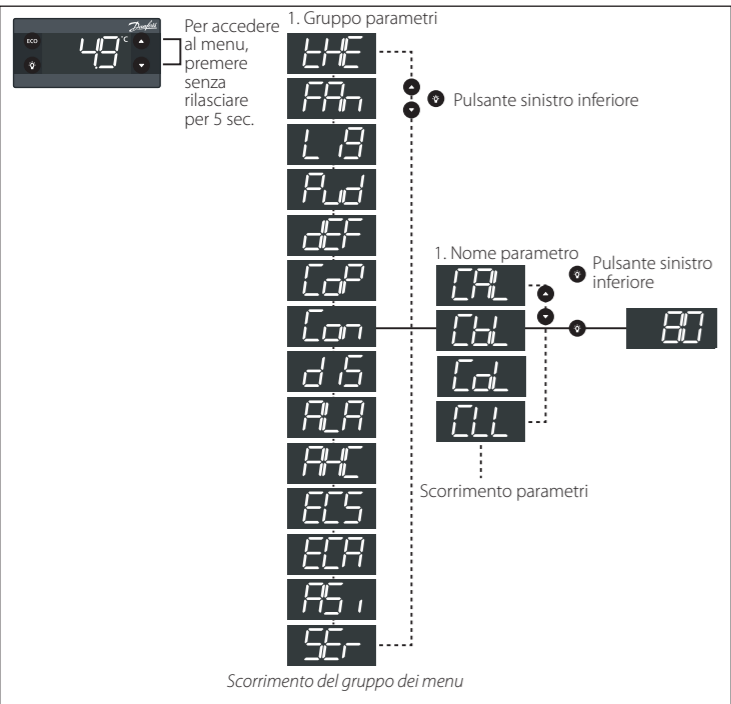 Danfoss
ECO
4.9 °C
Per accedere
al menu,
premere
senza
rilasciare
per 5 sec.
1. Gruppo parametri
tHE
FAn
L ig
Pud
dEF
CoP
Con
d iS
ALA
AHC
ECS
ECA
ASi
SEr
Pulsante sinistro inferiore
1. Nome parametro
CAL
CbL
CoL
CLL
Pulsante sinistro
inferiore
80
Scorrimento parametri
Scorrimento del gruppo dei menu